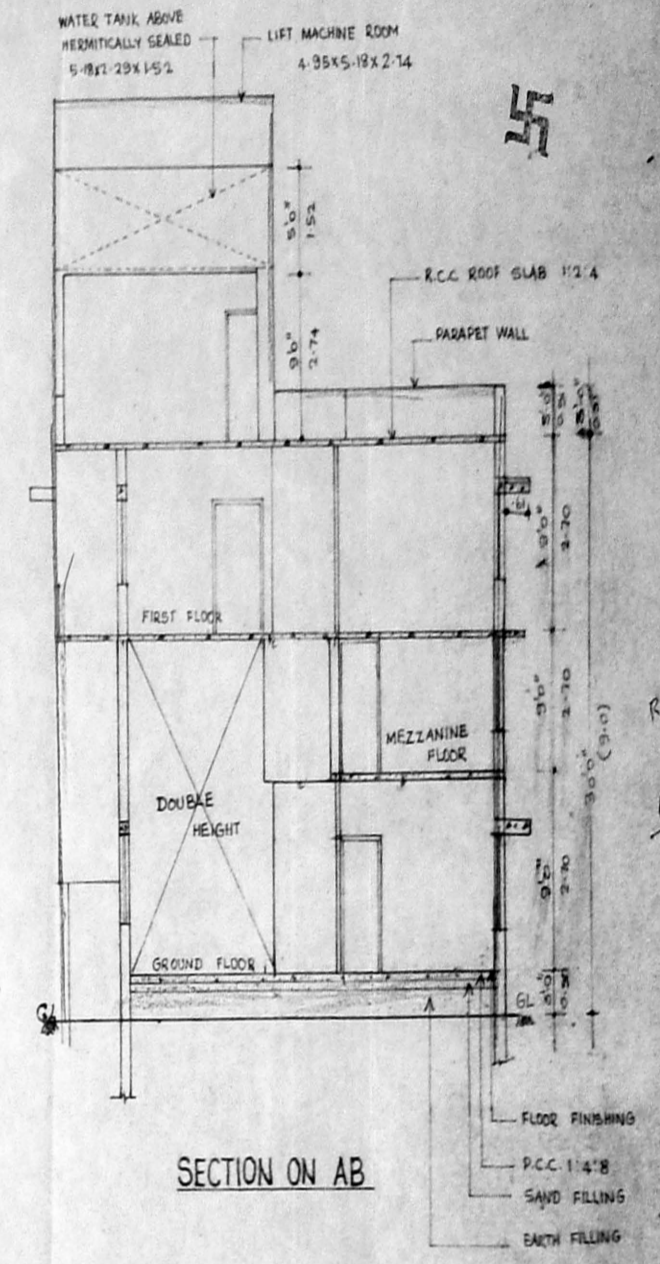 WATER TANK ABOVE
HERMITICALLY SEALED
5·18x2·29x1·52
LIFT MACHINE ROOM
4·95x5·18x2·74
5'0"
1·52
R.C.C ROOF SLAB 1:2:4
9'0"
2·74
PARAPET WALL
9'0"
2·70
FIRST FLOOR
9'0"
2·70
MEZZANINE
FLOOR
30'0"
(9.0)
DOUBLE
HEIGHT
9'0"
2·70
GROUND FLOOR
GL
GL
FLOOR FINISHING
P.C.C. 1:4:8
SAND FILLING
EARTH FILLING
SECTION ON AB